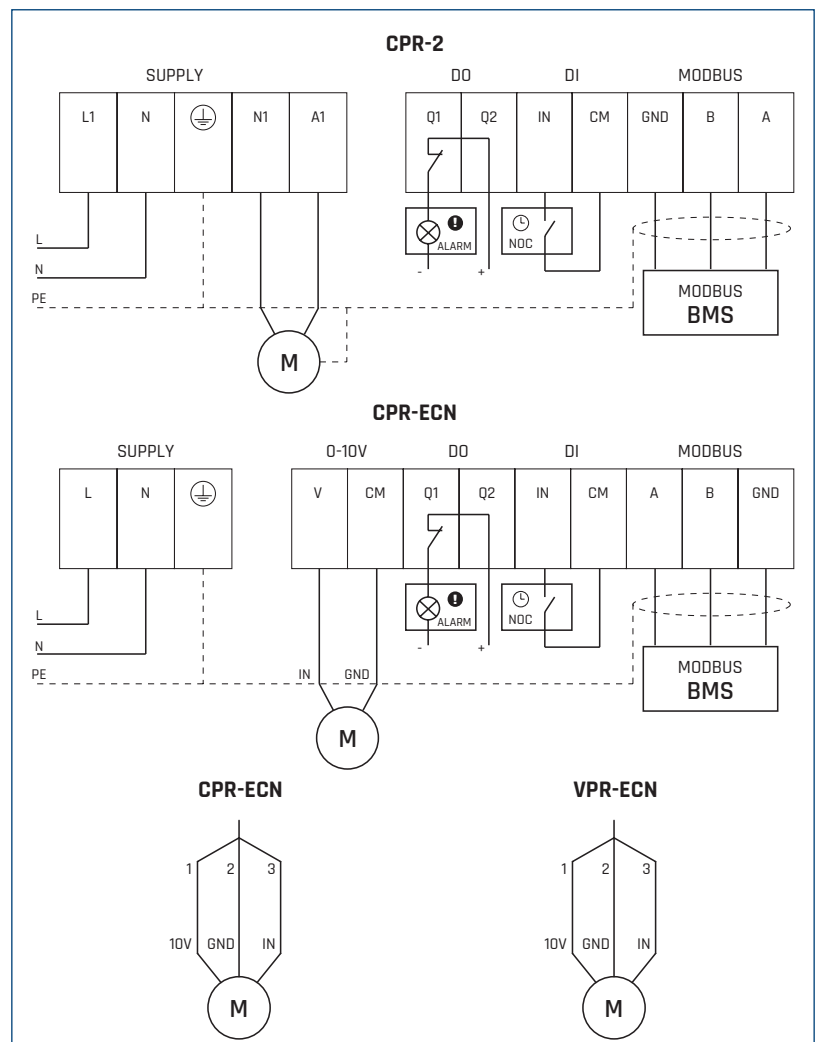 CPR-2
SUPPLY DO DI MODBUS
L1 N N1 A1 Q1 Q2 IN CM GND B A
ALARM NOC
L
- +
N
PE
MODBUS
BMS
M
CPR-ECN
SUPPLY 0-10V DO DI MODBUS
L N V CM Q1 Q2 IN CM A B GND
ALARM NOC
L
- +
N
PE IN GND
MODBUS
BMS
M
CPR-ECN VPR-ECN
1 2 3 1 2 3
10V GND IN 10V GND IN
M M